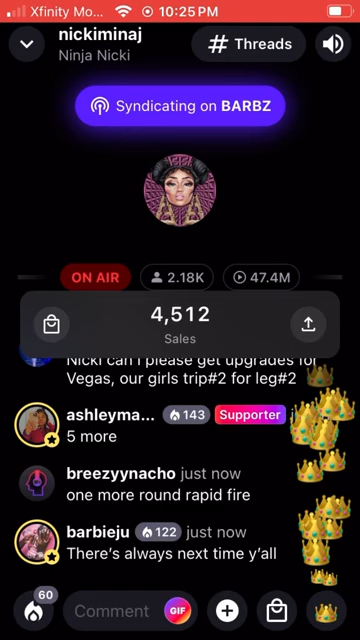 Xfinity Mo... 10:25 PM
nickiminaj
Ninja Nicki
# Threads
Syndicating on BARBZ
ON AIR
2.18K
47.4M
4,512
Sales
Nicki can I please get upgrades for
Vegas, our girls trip#2 for leg#2
ashleyma... 143 Supporter
5 more
breezyynacho just now
one more round rapid fire
barbieju 122 just now
There's always next time y'all
60
Comment GIF